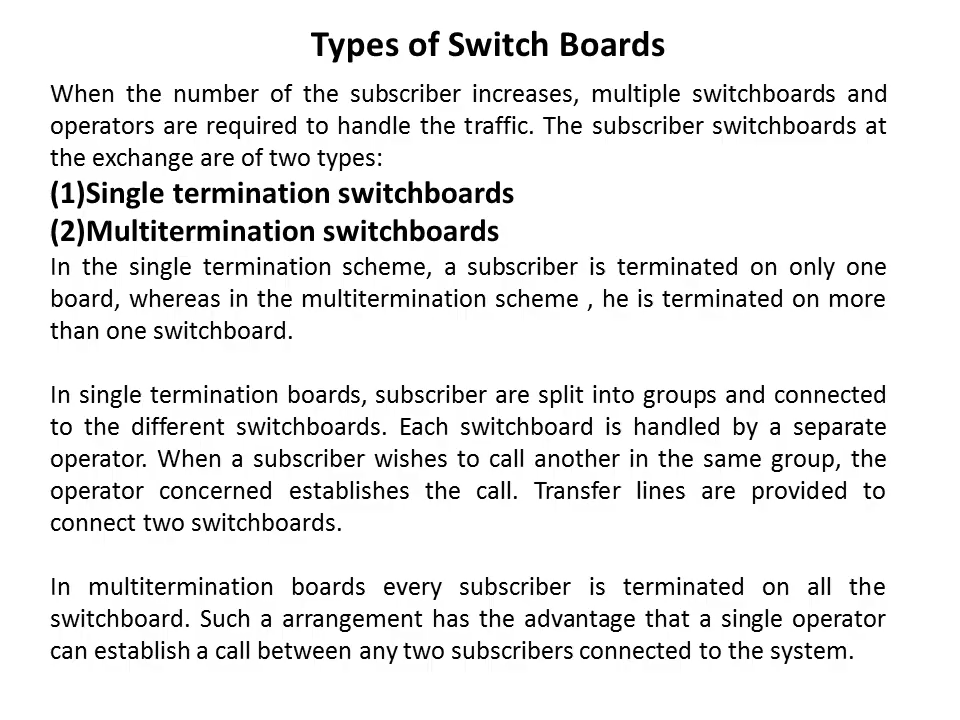 Types of Switch Boards
When the number of the subscriber increases, multiple switchboards and
operators are required to handle the traffic. The subscriber switchboards at
the exchange are of two types:
(1)Single termination switchboards
(2)Multitermination switchboards
In the single termination scheme, a subscriber is terminated on only one
board, whereas in the multitermination scheme , he is terminated on more
than one switchboard.
In single termination boards, subscriber are split into groups and connected
to the different switchboards. Each switchboard is handled by a separate
operator. When a subscriber wishes to call another in the same group, the
operator concerned establishes the call. Transfer lines are provided to
connect two switchboards.
In multitermination boards every subscriber is terminated on all the
switchboard. Such a arrangement has the advantage that a single operator
can establish a call between any two subscribers connected to the system.